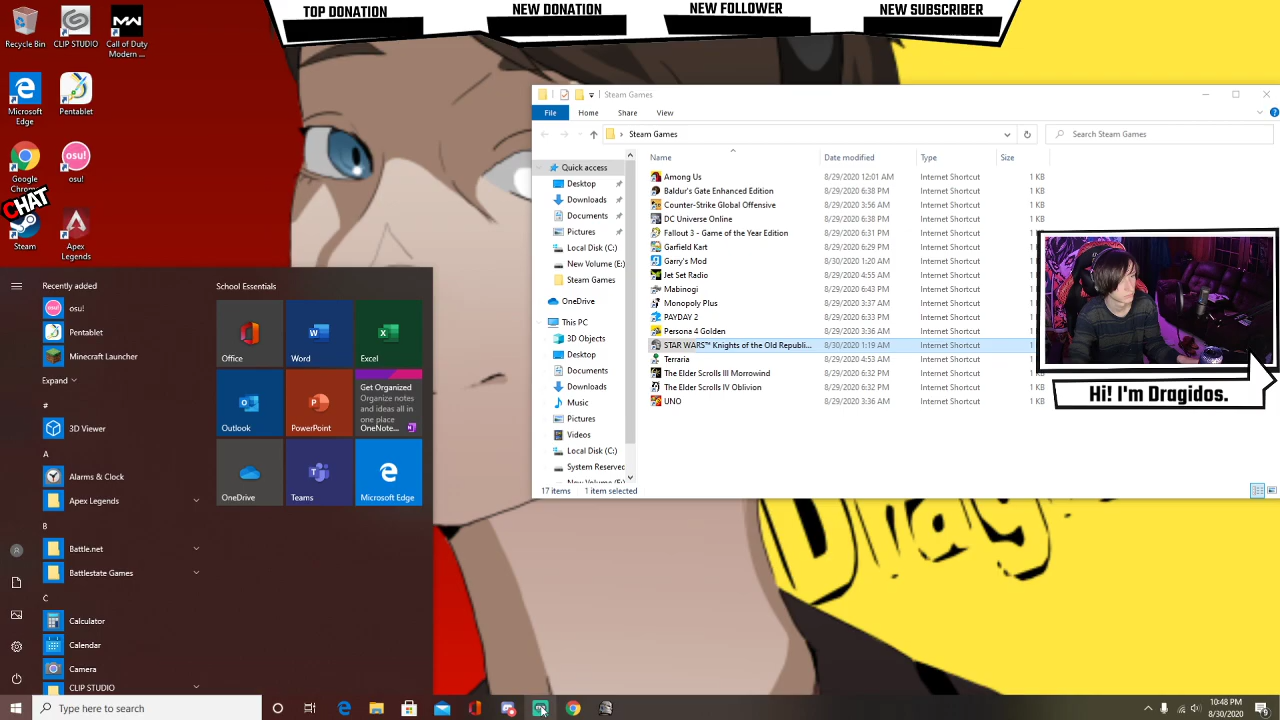 TOP DONATION
NEW DONATION
NEW FOLLOWER
NEW SUBSCRIBER
Recycle Bin
CLIP STUDIO
Call of Duty
Modern ...
Microsoft
Edge
Pentablet
Google
Chrome
osu!
CHAT
Steam
Apex
Legends
Steam Games
File
Home
Share
View
Steam Games
Search Steam Games
Name
Date modified
Type
Size
Quick access
Desktop
Downloads
Documents
Pictures
Local Disk (C:)
New Volume (E:)
Steam Games
OneDrive
This PC
3D Objects
Desktop
Documents
Downloads
Music
Pictures
Videos
Local Disk (C:)
System Reserved
New Volume (E:)
Among Us 8/29/2020 12:01 AM Internet Shortcut 1 KB
Baldur's Gate Enhanced Edition 8/29/2020 6:38 PM Internet Shortcut 1 KB
Counter-Strike Global Offensive 8/29/2020 3:56 AM Internet Shortcut 1 KB
DC Universe Online 8/29/2020 6:38 PM Internet Shortcut 1 KB
Fallout 3 - Game of the Year Edition 8/29/2020 6:31 PM Internet Shortcut 1 KB
Garfield Kart 8/29/2020 6:29 PM Internet Shortcut 1 KB
Garry's Mod 8/30/2020 1:20 AM Internet Shortcut 1 KB
Jet Set Radio 8/29/2020 4:55 AM Internet Shortcut 1 KB
Mabinogi 8/29/2020 6:43 PM Internet Shortcut 1 KB
Monopoly Plus 8/29/2020 3:37 AM Internet Shortcut 1 KB
PAYDAY 2 8/29/2020 6:33 PM Internet Shortcut 1 KB
Persona 4 Golden 8/29/2020 3:36 AM Internet Shortcut 1 KB
STAR WARS™ Knights of the Old Republi... 8/30/2020 1:19 AM Internet Shortcut 1
Terraria 8/29/2020 4:53 AM Internet Shortcut 1 KB
The Elder Scrolls III Morrowind 8/29/2020 6:32 PM Internet Shortcut 1 KB
The Elder Scrolls IV Oblivion 8/29/2020 6:32 PM Internet Shortcut 1 KB
UNO 8/29/2020 3:36 AM Internet Shortcut 1 KB
17 items
1 item selected
Hi! I'm Dragidos.
Recently added
osu!
Pentablet
Minecraft Launcher
Expand
#
3D Viewer
A
Alarms & Clock
Apex Legends
B
Battle.net
Battlestate Games
C
Calculator
Calendar
Camera
CLIP STUDIO
School Essentials
Office
Word
Excel
Outlook
PowerPoint
Get Organized
Organize notes
and ideas all in
one place
OneNote...
OneDrive
Teams
Microsoft Edge
Drag
Type here to search
10:48 PM
8/30/2020
9